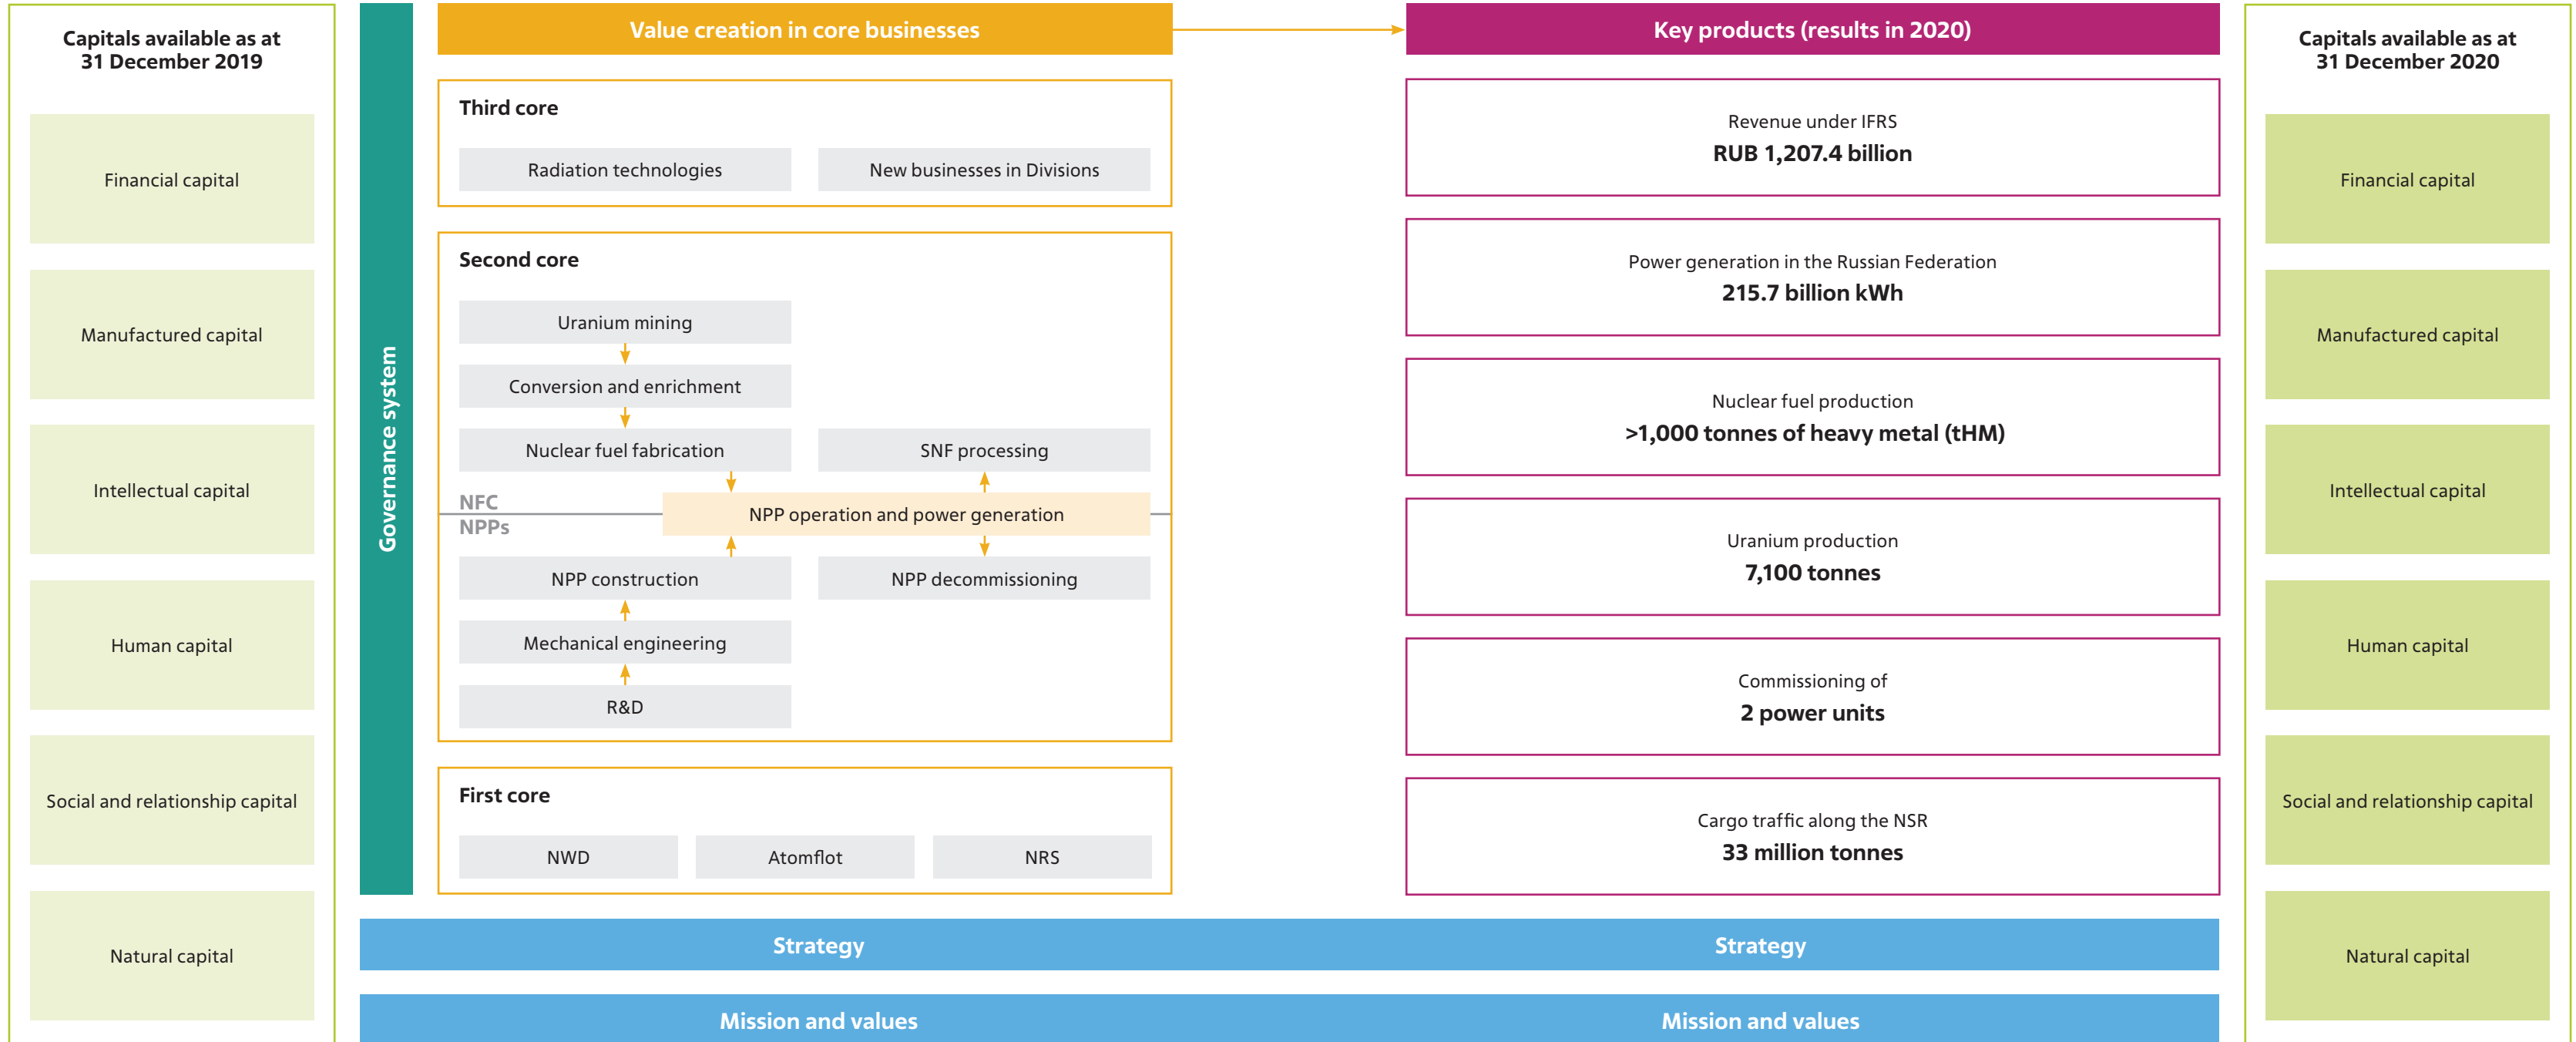 Capitals available as at
31 December 2019
Financial capital
Manufactured capital
Intellectual capital
Human capital
Social and relationship capital
Natural capital
Governance system
Value creation in core businesses
Third core
Radiation technologies
New businesses in Divisions
Second core
Uranium mining
Conversion and enrichment
Nuclear fuel fabrication
SNF processing
NFC
NPPs
NPP operation and power generation
NPP construction
NPP decommissioning
Mechanical engineering
R&D
First core
NWD
Atomflot
NRS
Key products (results in 2020)
Revenue under IFRS
RUB 1,207.4 billion
Power generation in the Russian Federation
215.7 billion kWh
Nuclear fuel production
>1,000 tonnes of heavy metal (tHM)
Uranium production
7,100 tonnes
Commissioning of
2 power units
Cargo traffic along the NSR
33 million tonnes
Strategy
Strategy
Mission and values
Mission and values
Capitals available as at
31 December 2020
Financial capital
Manufactured capital
Intellectual capital
Human capital
Social and relationship capital
Natural capital